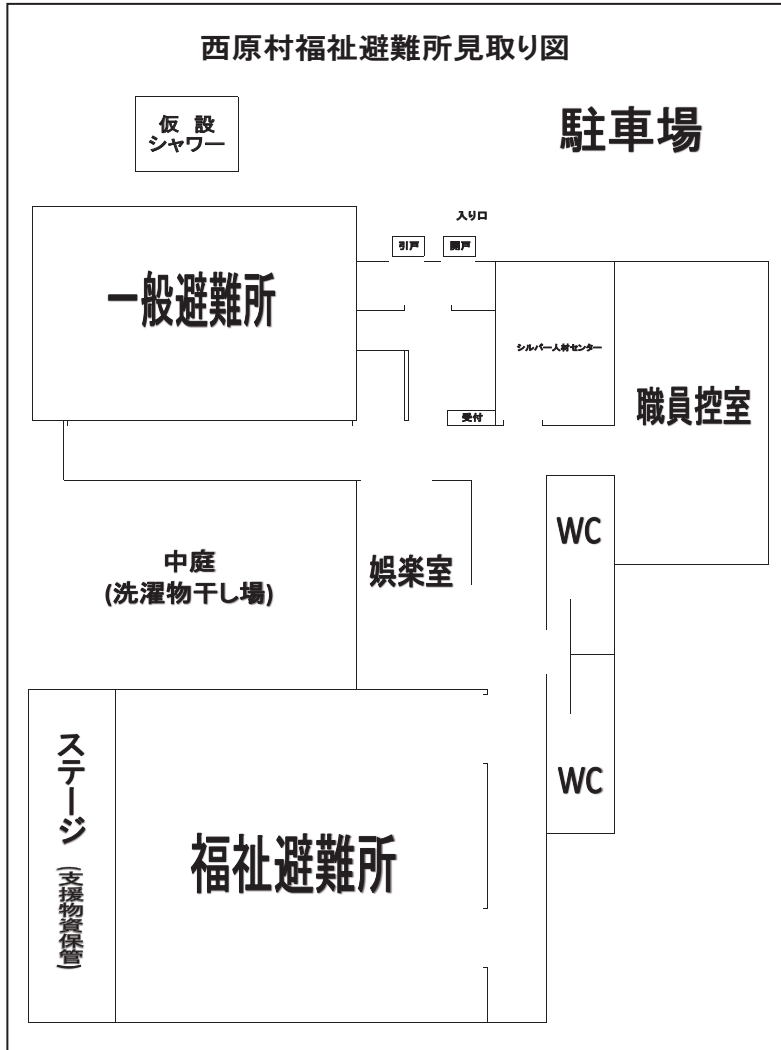 西原村福祉避難所見取り図
仮 設
シャワー
駐車場
入り口
引戸
開戸
一般避難所
シルバー人材センター
職員控室
受付
WC
中庭
(洗濯物干し場)
娯楽室
ステージ
(支援物資保管)
福祉避難所
WC